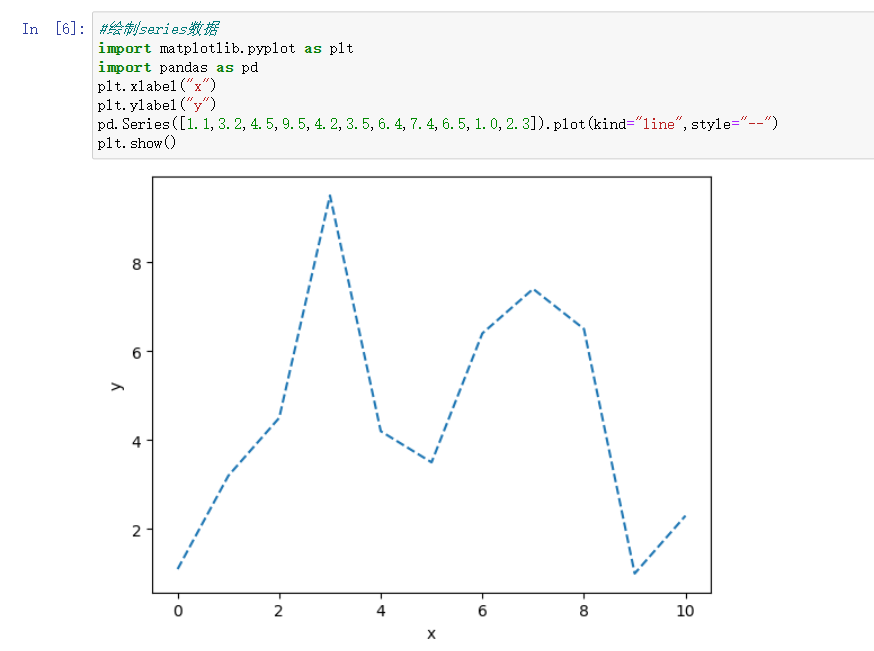 In [6]: #绘制series数据
import matplotlib.pyplot as plt
import pandas as pd
plt.xlabel("x")
plt.ylabel("y")
pd.Series([1.1,3.2,4.5,9.5,4.2,3.5,6.4,7.4,6.5,1.0,2.3]).plot(kind="line",style="--")
plt.show()
8
6
y
4
2
0 2 4 6 8 10
x